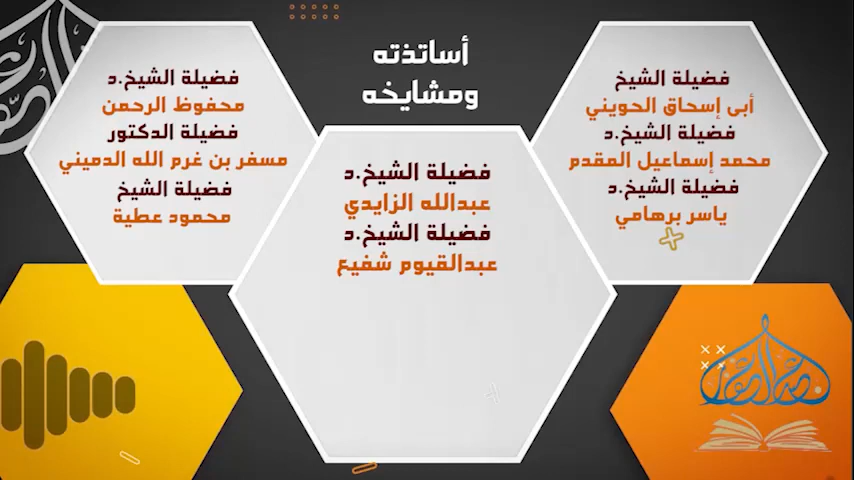 أساتذته
ومشايخه
فضيلة الشيخ
أبى إسحاق الحويني
فضيلة الشيخ.د
محمد إسماعيل المقدم
فضيلة الشيخ.د
ياسر برهامي
فضيلة الشيخ.د
عبدالله الزايدي
فضيلة الشيخ.د
عبدالقيوم شفيع
فضيلة الشيخ.د
محفوظ الرحمن
فضيلة الدكتور
مسفر بن غرم الله الدميني
فضيلة الشيخ
محمود عطية